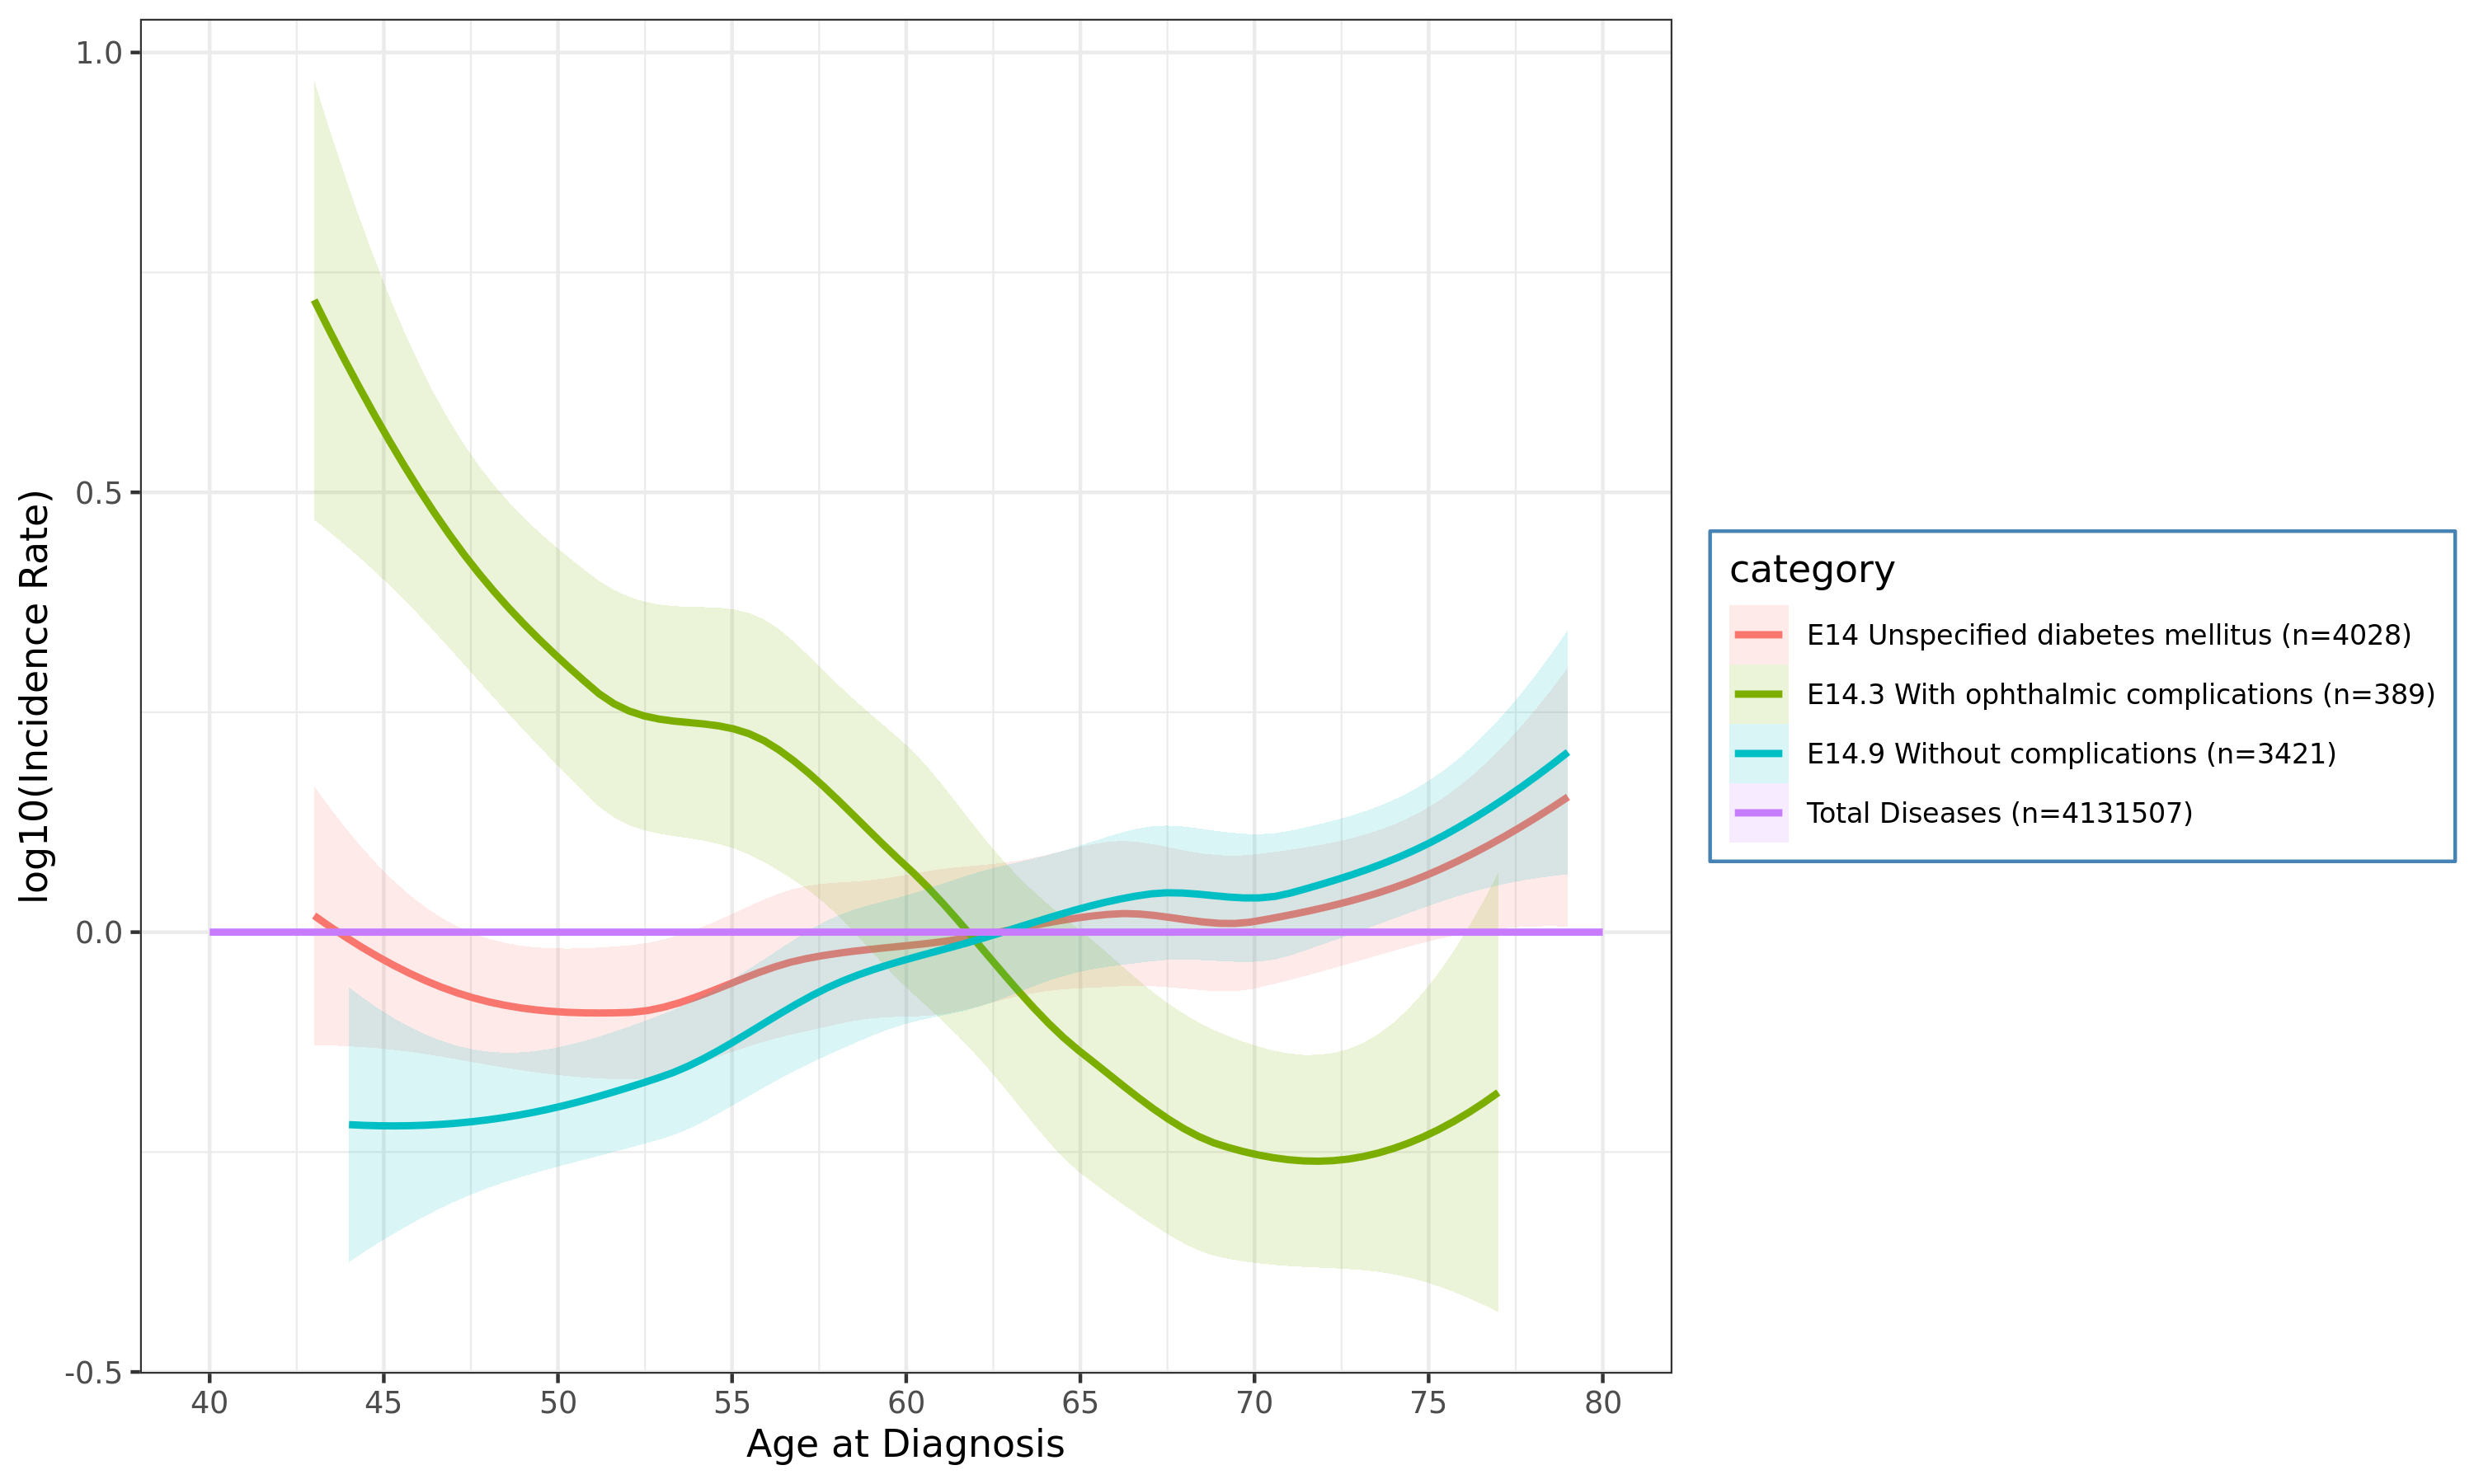 1.0
0.5
0.0
-0.5
log10(Incidence Rate)
40 45 50 55 60 65 70 75 80
Age at Diagnosis
category
E14 Unspecified diabetes mellitus (n=4028)
E14.3 With ophthalmic complications (n=389)
E14.9 Without complications (n=3421)
Total Diseases (n=4131507)